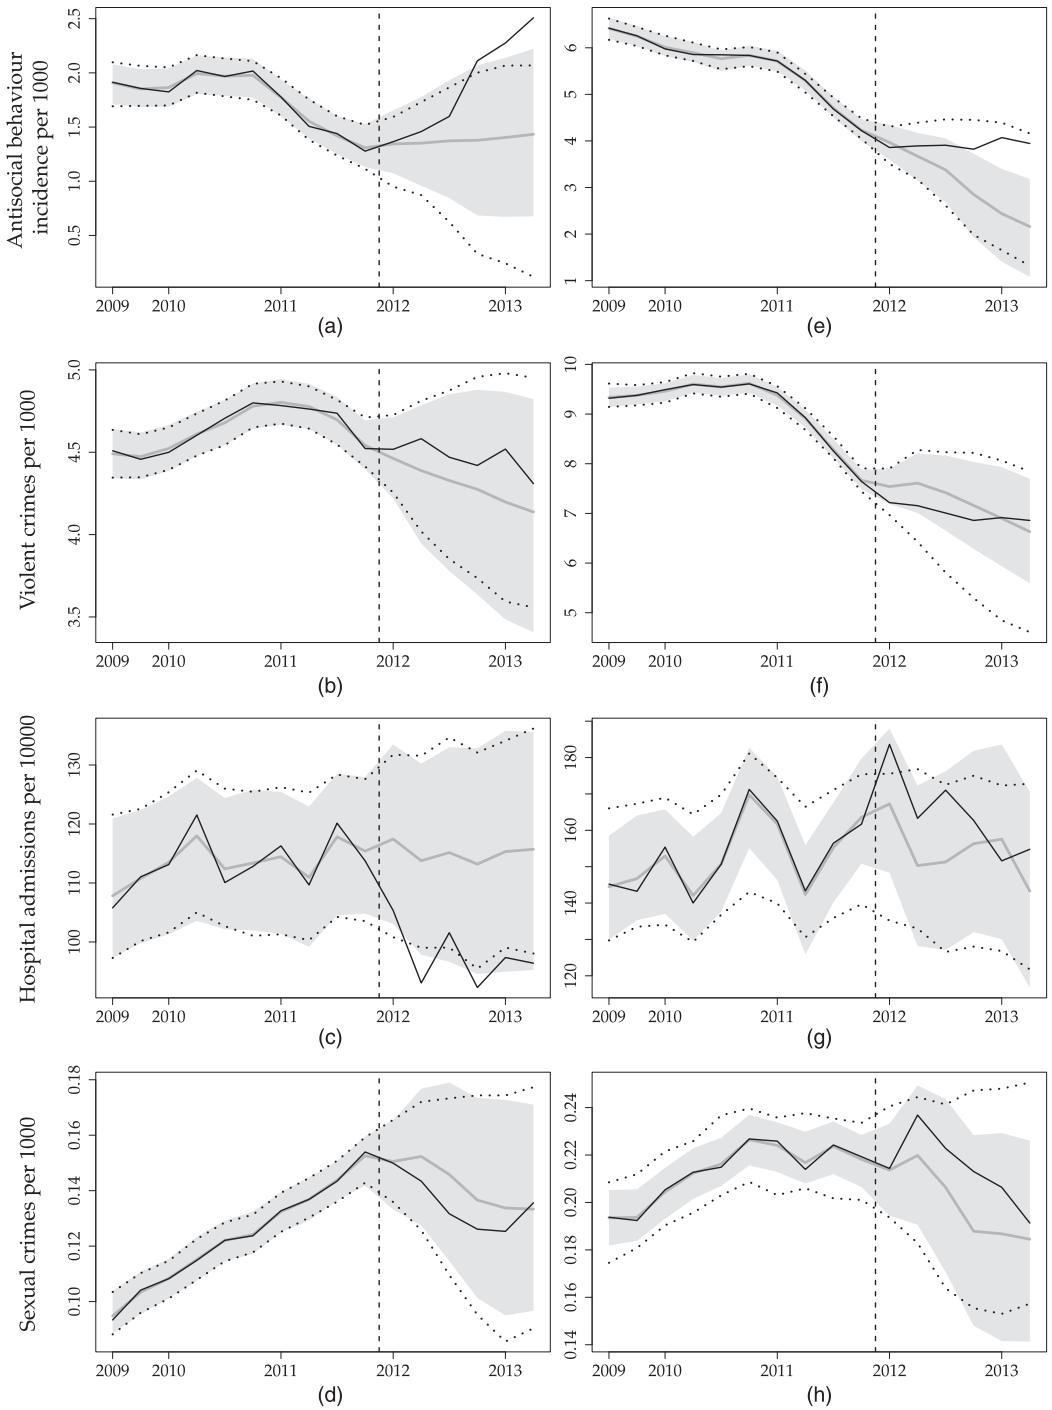 Antisocial behaviour
incidence per 1000
2.5
2.0
1.5
1.0
0.5
2009 2010 2011 2012 2013
(a)
6
5
4
3
2
1
2009 2010 2011 2012 2013
(e)
Violent crimes per 1000
5.0
4.5
4.0
3.5
2009 2010 2011 2012 2013
(b)
10
9
8
7
6
5
2009 2010 2011 2012 2013
(f)
Hospital admissions per 10000
130
120
110
100
2009 2010 2011 2012 2013
(c)
180
160
140
120
2009 2010 2011 2012 2013
(g)
Sexual crimes per 1000
0.18
0.16
0.14
0.12
0.10
2009 2010 2011 2012 2013
(d)
0.24
0.22
0.20
0.18
0.16
0.14
2009 2010 2011 2012 2013
(h)